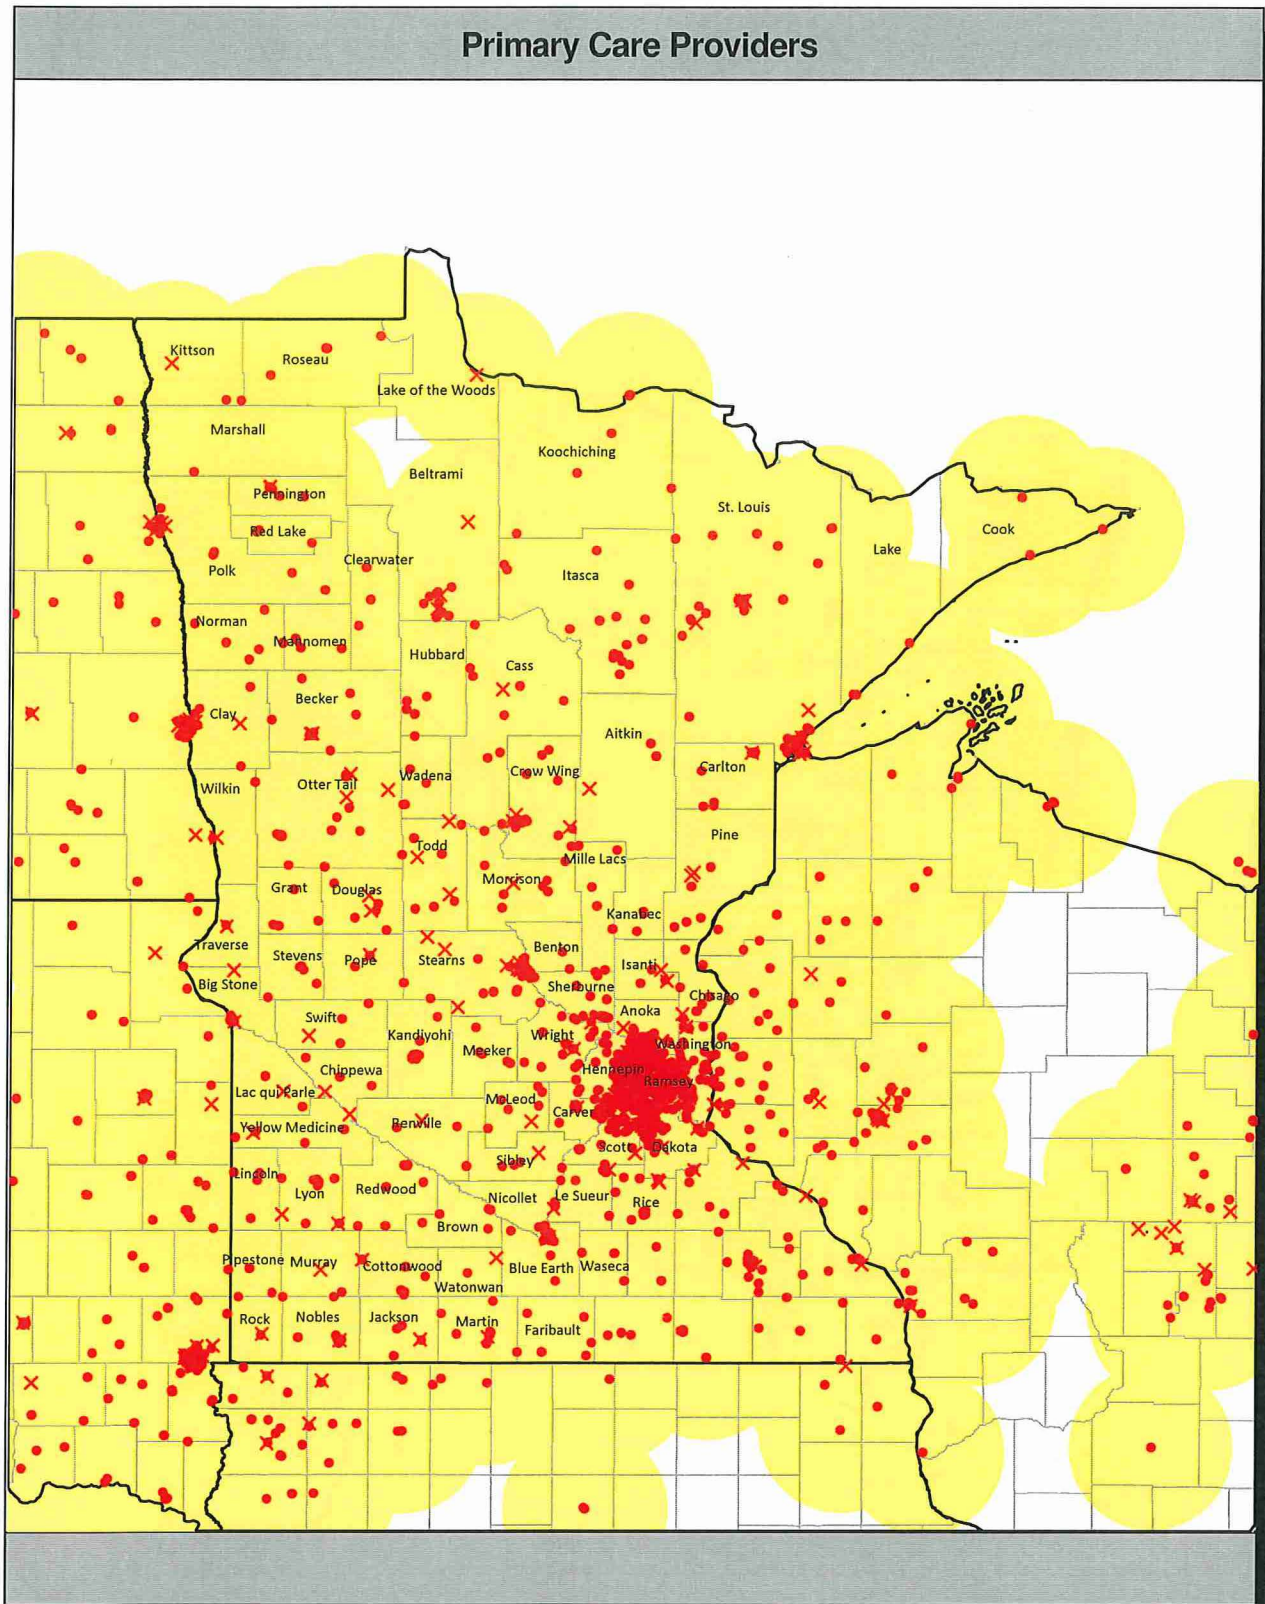 Primary Care Providers
Kittson
Roseau
Lake of the Woods
Marshall
Koochiching
Beltrami
Pennington
St. Louis
Red Lake
Cook
Lake
Clearwater
Polk
Itasca
Norman
Mahnomen
Hubbard
Cass
Becker
Clay
Aitkin
Carlton
Crow Wing
Wadena
Otter Tail
Wilkin
Pine
Todd
Mille Lacs
Morrison
Grant
Douglas
Kanabec
Traverse
Benton
Stevens
Pope
Stearns
Isanti
Big Stone
Sherburne
Chisago
Anoka
Swift
Kandiyohi
Wright
Washington
Meeker
Hennepin
Chippewa
Ramsey
Lac qui Parle
McLeod
Carver
Renville
Yellow Medicine
Scott
Dakota
Sibley
Lincoln
Lyon
Redwood
Nicollet
Le Sueur
Rice
Brown
Pipestone
Murray
Cottonwood
Blue Earth
Waseca
Watonwan
Rock
Nobles
Jackson
Martin
Faribault